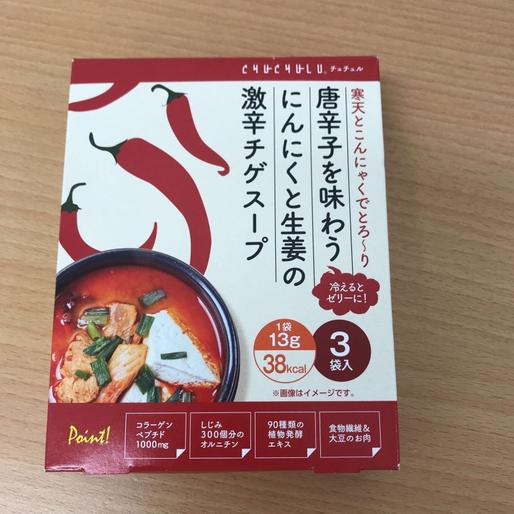 CHUCHULU® チュチュル
寒天とこんにゃくでとろ～り
唐辛子を味わう
にんにくと生姜の
激辛チゲスープ
冷えると
ゼリーに!
1袋
13g
38kcal
3
袋入
※画像はイメージです。
Point!
コラーゲン
ペプチド
1000mg
しじみ
300個分の
オルニチン
90種類の
植物発酵
エキス
食物繊維&
大豆のお肉